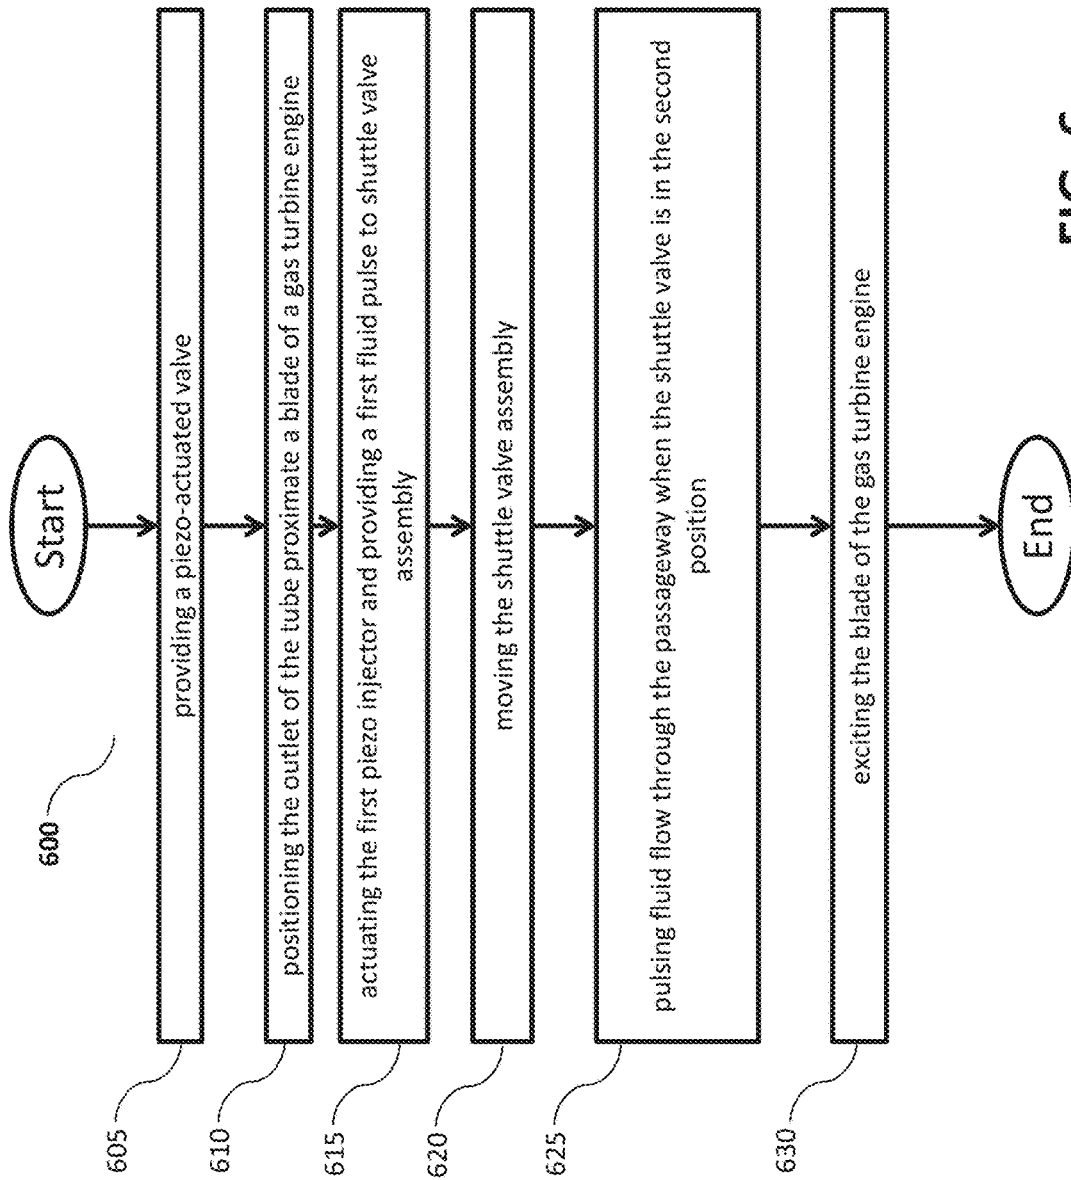 Start
600
605
providing a piezo-actuated valve
610
positioning the outlet of the tube proximate a blade of a gas turbine engine
615
actuating the first piezo injector and providing a first fluid pulse to shuttle valve
assembly
620
moving the shuttle valve assembly
625
pulsing fluid flow through the passageway when the shuttle valve is in the second
position
630
exciting the blade of the gas turbine engine
End
FIG